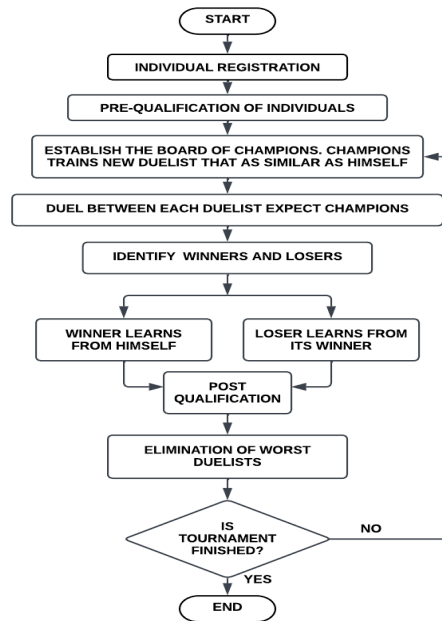 START
INDIVIDUAL REGISTRATION
PRE-QUALIFICATION OF INDIVIDUALS
ESTABLISH THE BOARD OF CHAMPIONS. CHAMPIONS
TRAINS NEW DUELIST THAT AS SIMILAR AS HIMSELF
DUEL BETWEEN EACH DUELIST EXPECT CHAMPIONS
IDENTIFY WINNERS AND LOSERS
WINNER LEARNS
FROM HIMSELF
LOSER LEARNS FROM
ITS WINNER
POST
QUALIFICATION
ELIMINATION OF WORST
DUELISTS
IS
TOURNAMENT
FINISHED?
NO
YES
END